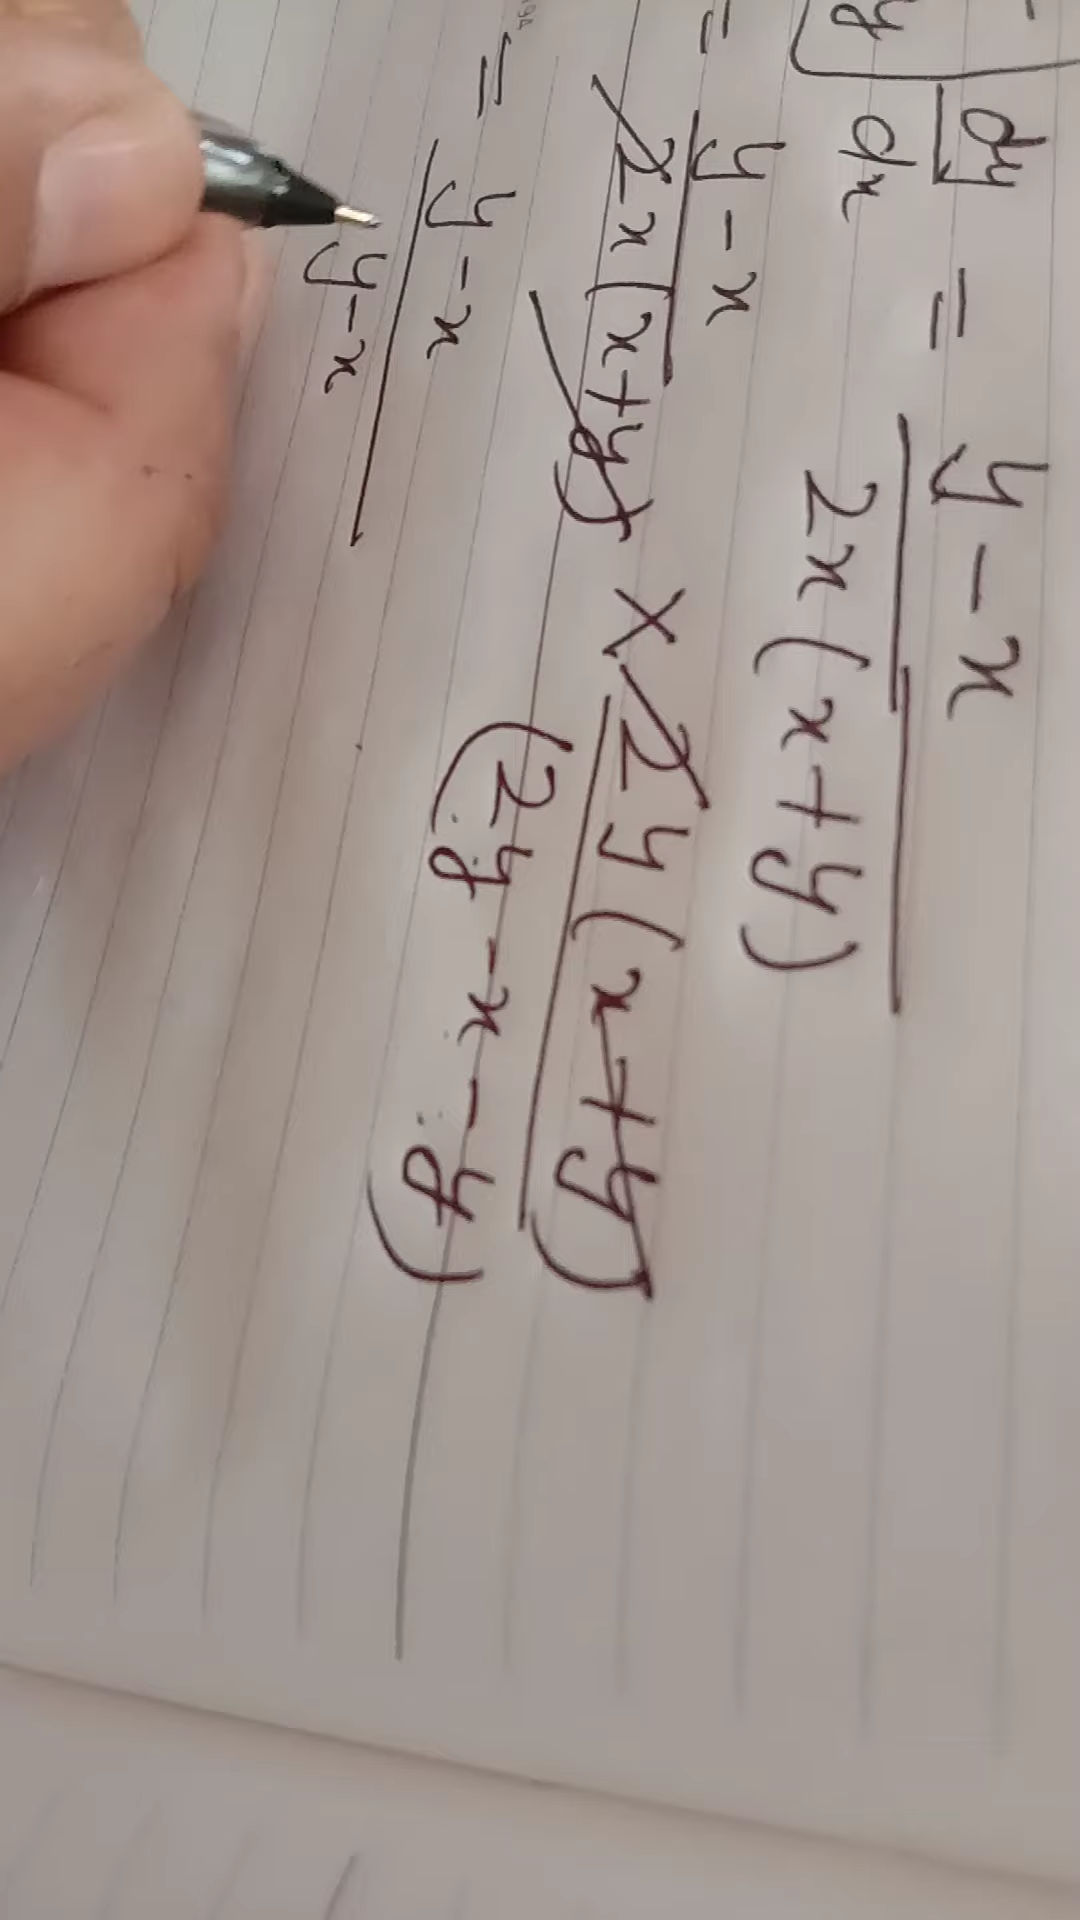 y] dy/dx = y - x / 2x(x+y)
= y - x / 2x(x+y) × 2y(x+y) / (2y - x - y)
= y - x / y - x